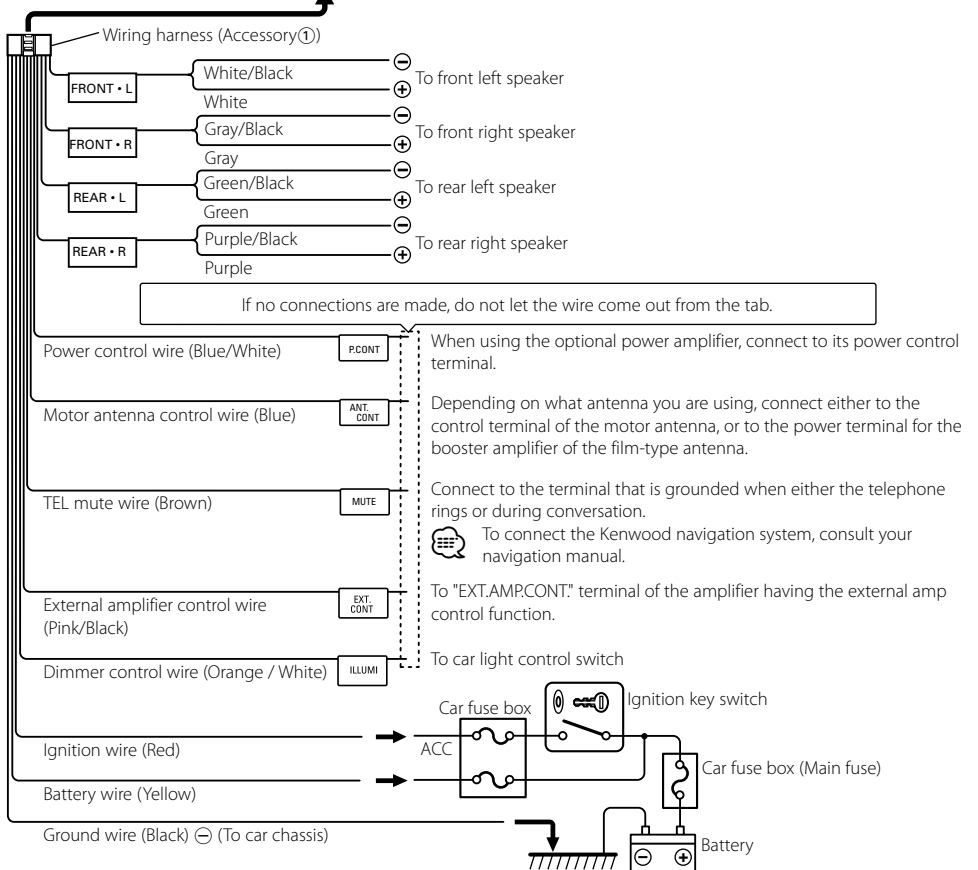 Wiring harness (Accessory①)
FRONT • L
White/Black
⊖
⊕
To front left speaker
White
FRONT • R
Gray/Black
⊖
⊕
To front right speaker
Gray
REAR • L
Green/Black
⊖
⊕
To rear left speaker
Green
REAR • R
Purple/Black
⊖
⊕
To rear right speaker
Purple
If no connections are made, do not let the wire come out from the tab.
Power control wire (Blue/White)
P.CONT
When using the optional power amplifier, connect to its power control
terminal.
Motor antenna control wire (Blue)
ANT.
CONT
Depending on what antenna you are using, connect either to the
control terminal of the motor antenna, or to the power terminal for the
booster amplifier of the film-type antenna.
TEL mute wire (Brown)
MUTE
Connect to the terminal that is grounded when either the telephone
rings or during conversation.
To connect the Kenwood navigation system, consult your
navigation manual.
External amplifier control wire
(Pink/Black)
EXT.
CONT
To "EXT.AMP.CONT." terminal of the amplifier having the external amp
control function.
Dimmer control wire (Orange / White)
ILLUMI
To car light control switch
Car fuse box
Ignition key switch
Ignition wire (Red)
ACC
Car fuse box (Main fuse)
Battery wire (Yellow)
Ground wire (Black) ⊖ (To car chassis)
Battery
⊖ ⊕